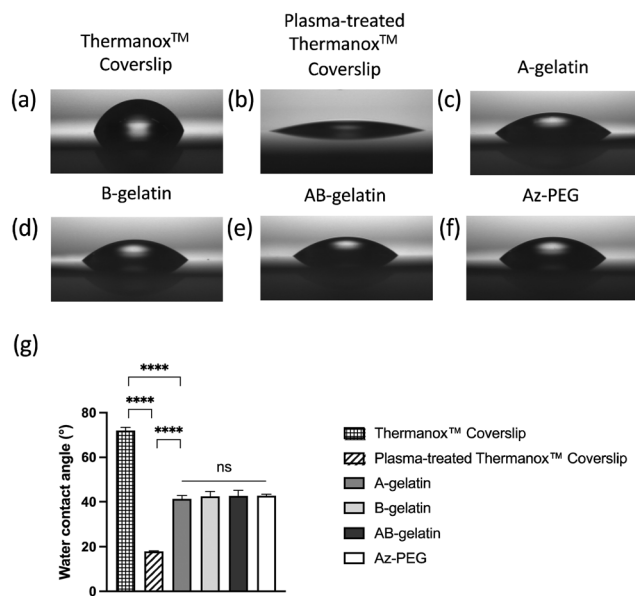 Thermanox™
Coverslip
Plasma-treated
Thermanox™
Coverslip
A-gelatin
(a)
(b)
(c)
B-gelatin
AB-gelatin
Az-PEG
(d)
(e)
(f)
(g)
****
****
****
ns
Water contact angle (°)
80
60
40
20
0
Thermanox™ Coverslip
Plasma-treated Thermanox™ Coverslip
A-gelatin
B-gelatin
AB-gelatin
Az-PEG